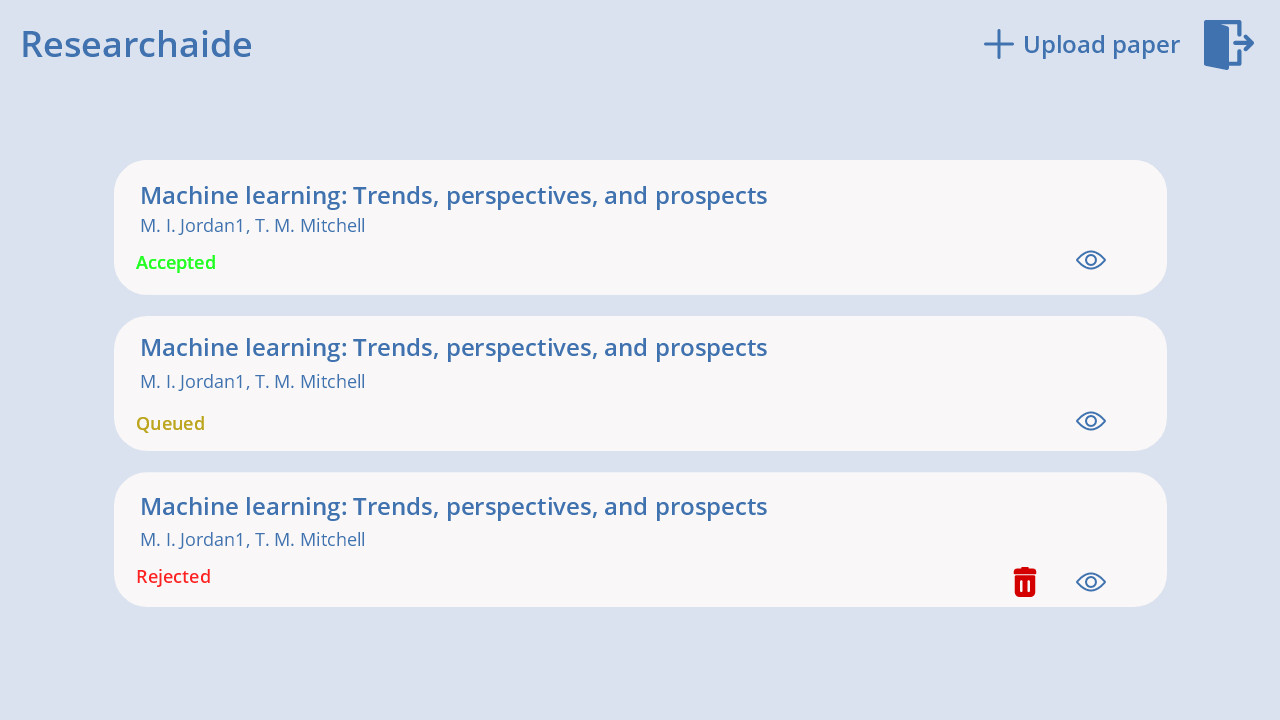 Researchaide
Upload paper
Machine learning: Trends, perspectives, and prospects
M. I. Jordan1, T. M. Mitchell
Accepted
Machine learning: Trends, perspectives, and prospects
M. I. Jordan1, T. M. Mitchell
Queued
Machine learning: Trends, perspectives, and prospects
M. I. Jordan1, T. M. Mitchell
Rejected